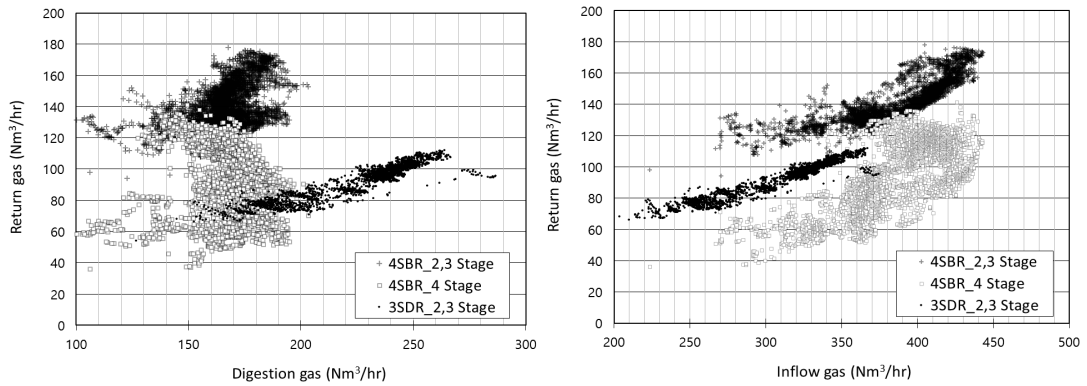 200
180
160
140
120
100
80
60
40
20
0
Return gas (Nm³/hr)
100 150 200 250 300
Digestion gas (Nm³/hr)
4SBR_2,3 Stage
4SBR_4 Stage
3SDR_2,3 Stage
200
180
160
140
120
100
80
60
40
20
0
Return gas (Nm³/hr)
200 250 300 350 400 450 500
Inflow gas (Nm³/hr)
4SBR_2,3 Stage
4SBR_4 Stage
3SDR_2,3 Stage